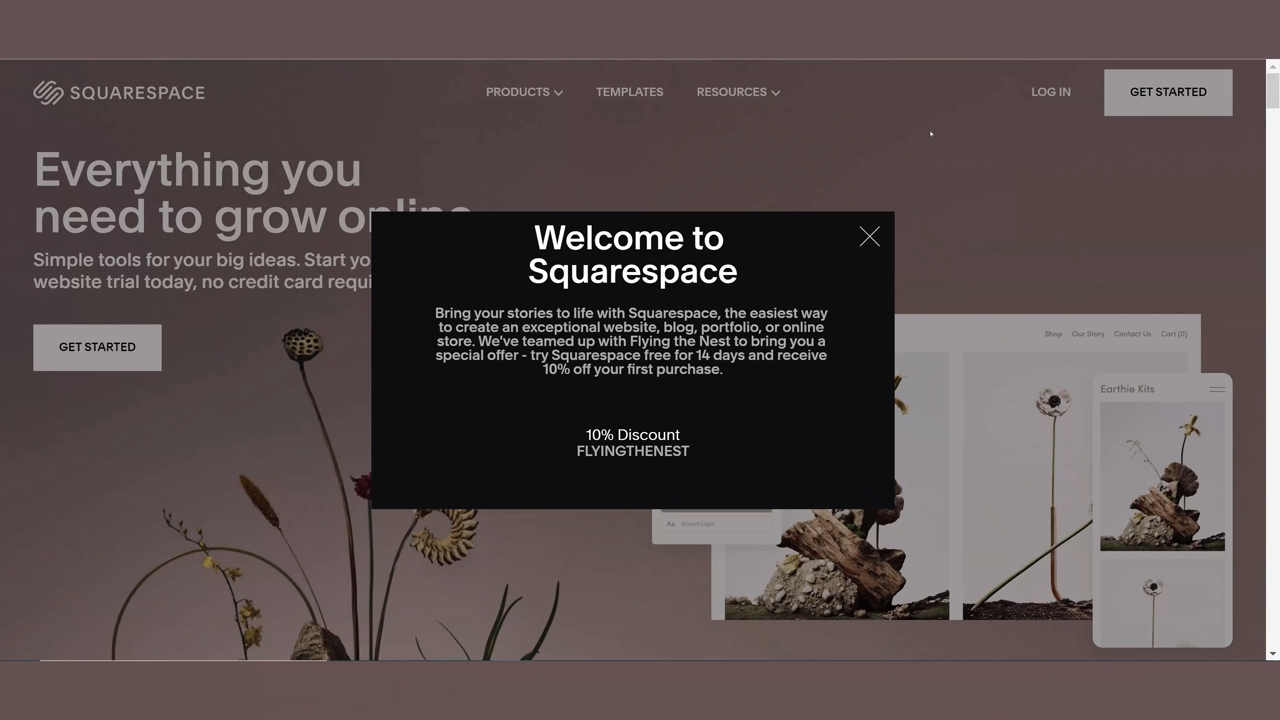 SQUARESPACE
PRODUCTS
TEMPLATES
RESOURCES
LOG IN
GET STARTED
Everything you
need to grow online
Simple tools for your big ideas. Start yo
website trial today, no credit card requi
GET STARTED
Welcome to
Squarespace
Bring your stories to life with Squarespace, the easiest way
to create an exceptional website, blog, portfolio, or online
store. We've teamed up with Flying the Nest to bring you a
special offer - try Squarespace free for 14 days and receive
10% off your first purchase.
10% Discount
FLYINGTHENEST
Shop Our Story Contact Us Cart (0)
Earthie Kits
Aa Accent Light